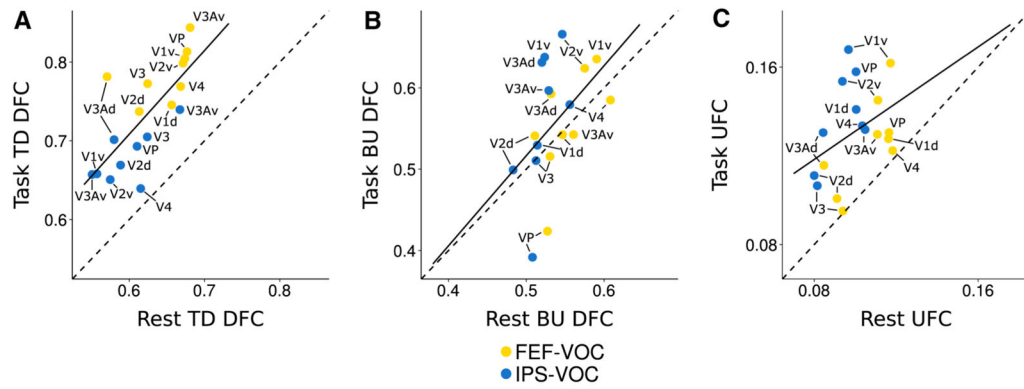 A
Task TD DFC
0.8
0.7
0.6
V3Av
VP
V1v
V2v
V3
V4
V2d
V3Ad
V1d
V3Av
V3
VP
V1v
V2d
V3Av
V2v
V4
0.6
0.7
0.8
Rest TD DFC
B
Task BU DFC
0.6
0.5
0.4
V1v
V2v
V1v
V3Ad
V3Av
V3Ad
V4
V2d
V3Av
V1d
V3
VP
0.4
0.5
0.6
Rest BU DFC
C
Task UFC
0.16
0.08
V1v
VP
V2v
V1d
V4
VP
V3Ad
V3Av
V1d
V4
V2d
V3
0.08
0.16
Rest UFC
FEF-VOC
IPS-VOC